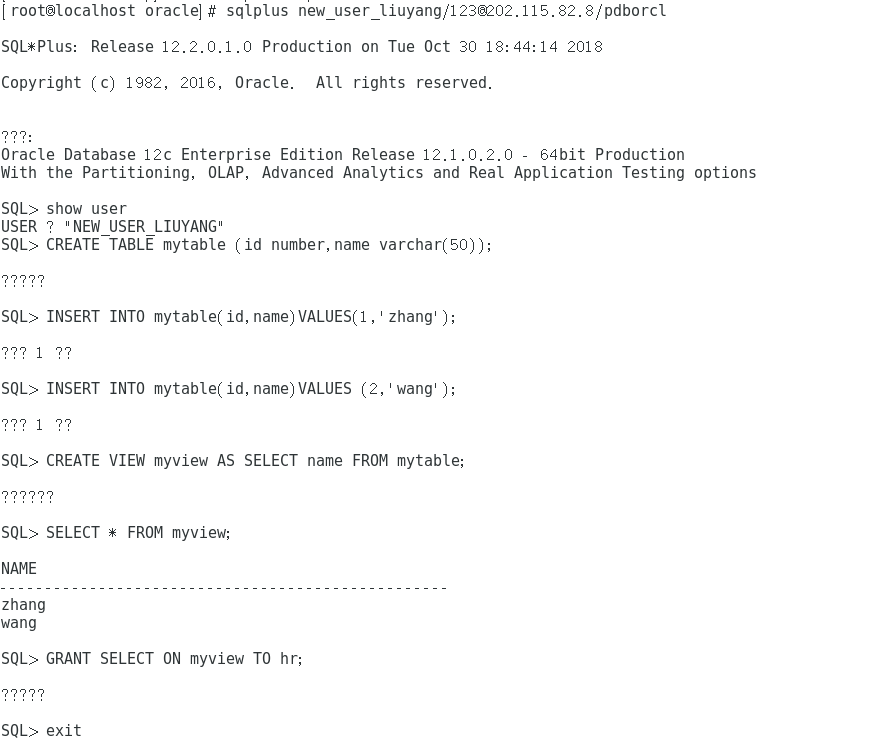 [root@localhost oracle]# sqlplus new_user_liuyang/123@202.115.82.8/pdborcl
SQL*Plus: Release 12.2.0.1.0 Production on Tue Oct 30 18:44:14 2018
Copyright (c) 1982, 2016, Oracle.  All rights reserved.
???:
Oracle Database 12c Enterprise Edition Release 12.1.0.2.0 - 64bit Production
With the Partitioning, OLAP, Advanced Analytics and Real Application Testing options
SQL> show user
USER ? "NEW_USER_LIUYANG"
SQL> CREATE TABLE mytable (id number,name varchar(50));
?????
SQL> INSERT INTO mytable(id,name)VALUES(1,'zhang');
??? 1 ??
SQL> INSERT INTO mytable(id,name)VALUES (2,'wang');
??? 1 ??
SQL> CREATE VIEW myview AS SELECT name FROM mytable;
??????
SQL> SELECT * FROM myview;
NAME
--------------------------------------------------
zhang
wang
SQL> GRANT SELECT ON myview TO hr;
?????
SQL> exit